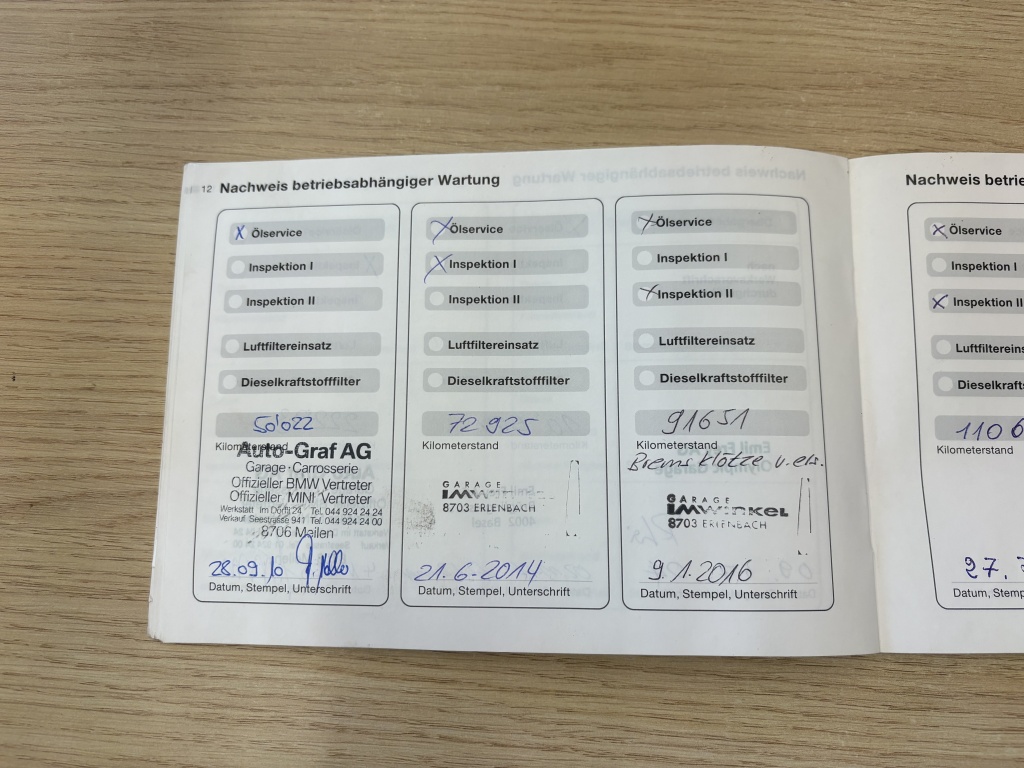 12 Nachweis betriebsabhängiger Wartung
X Ölservice
Inspektion I
Inspektion II
Luftfiltereinsatz
Dieselkraftstofffilter
50'022
Kilometerstand
Auto-Graf AG
Garage · Carrosserie
Offizieller BMW Vertreter
Offizieller MINI Vertreter
Werkstatt Im Dörfli 24 Tel. 044 924 24 24
Verkauf Seestrasse 941 Tel. 044 924 24 00
8706 Meilen
28.09.10
Datum, Stempel, Unterschrift
X Ölservice
X Inspektion I
Inspektion II
Luftfiltereinsatz
Dieselkraftstofffilter
72 925
Kilometerstand
GARAGE
8703 ERLENBACH
21.6-2014
Datum, Stempel, Unterschrift
X Ölservice
Inspektion I
X Inspektion II
Luftfiltereinsatz
Dieselkraftstofffilter
91651
Kilometerstand
Bremsklötze v. ers.
GARAGE
IMWINKEL
8703 ERLENBACH
9.1.2016
Datum, Stempel, Unterschrift
Nachweis betrie
X Ölservice
Inspektion I
X Inspektion II
Luftfiltereins
Dieselkrafts
1106
Kilometerstand
27.
Datum, Stemp